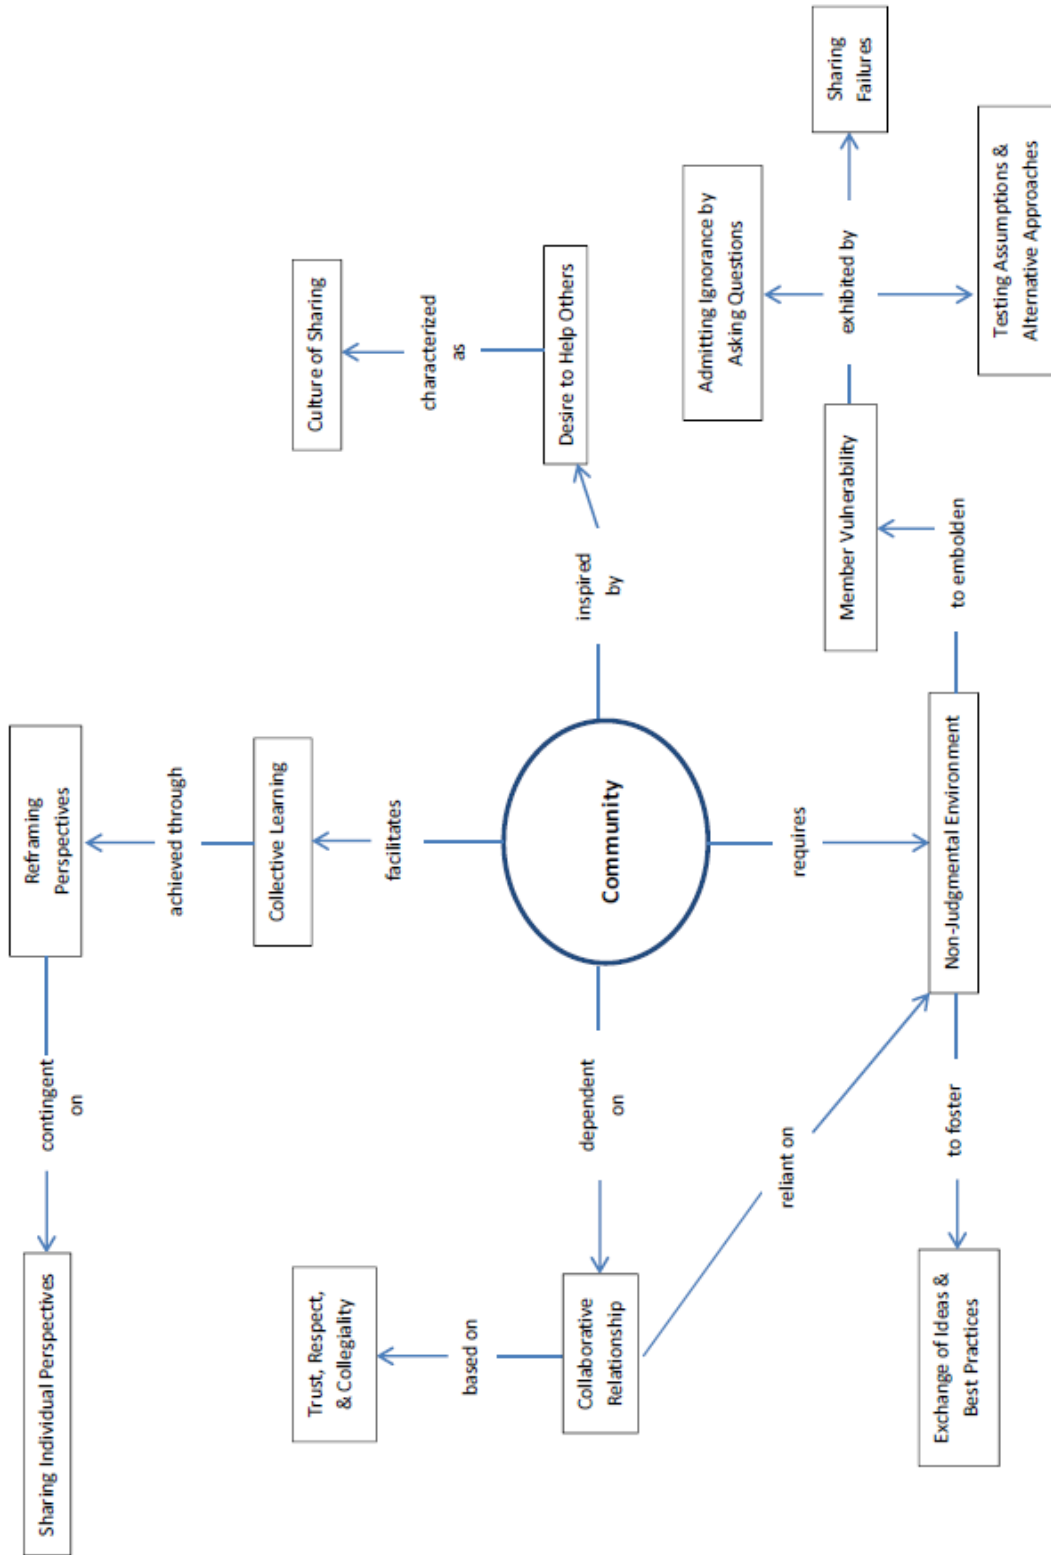 Sharing Individual Perspectives
contingent
on
Reframing
Perspectives
achieved through
Collective Learning
facilitates
Trust, Respect,
& Collegiality
based on
Collaborative
Relationship
dependent
on
Community
inspired
by
Desire to Help Others
characterized
as
Culture of Sharing
requires
reliant on
Non-Judgmental Environment
to foster
Exchange of Ideas &
Best Practices
to embolden
Member Vulnerability
exhibited by
Admitting Ignorance by
Asking Questions
Sharing
Failures
Testing Assumptions &
Alternative Approaches